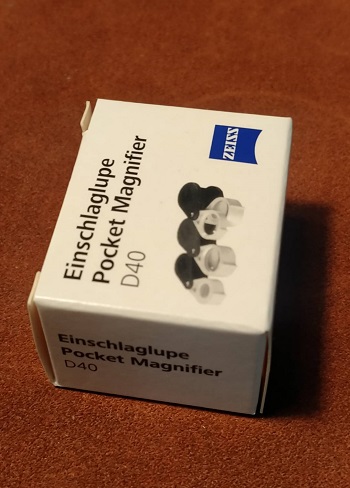 ZEISS
Einschlaglupe
Pocket Magnifier
D40
Einschlaglupe
Pocket Magnifier
D40